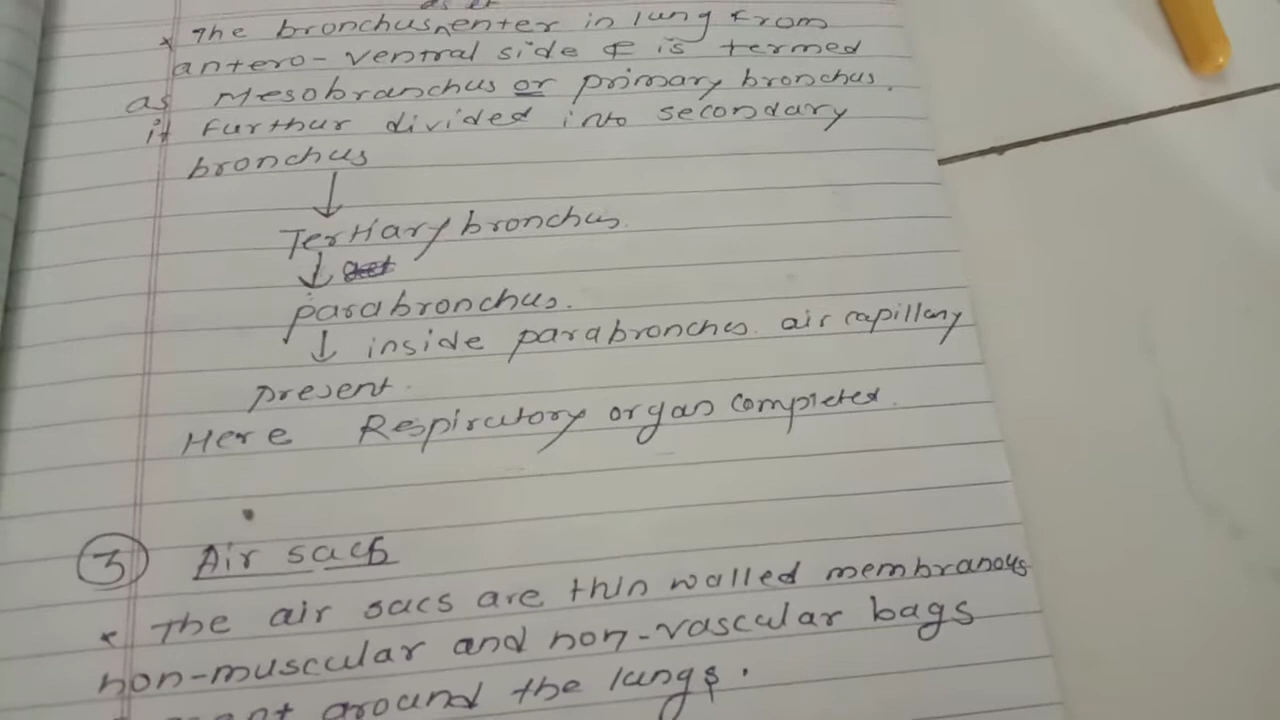 * The bronchus enter in lung from
antero-ventral side & is termed
as Mesobranchus or primary bronchus.
it furthur divided into secondary
bronchus
↓
Tertiary bronchus
↓
parabronchus.
↓ inside parabronches air capillary
present.
Here Respiratory organ completed.
③ Air sacs
* The air sacs are thin walled membranous
non-muscular and non-vascular bags
around the lungs.